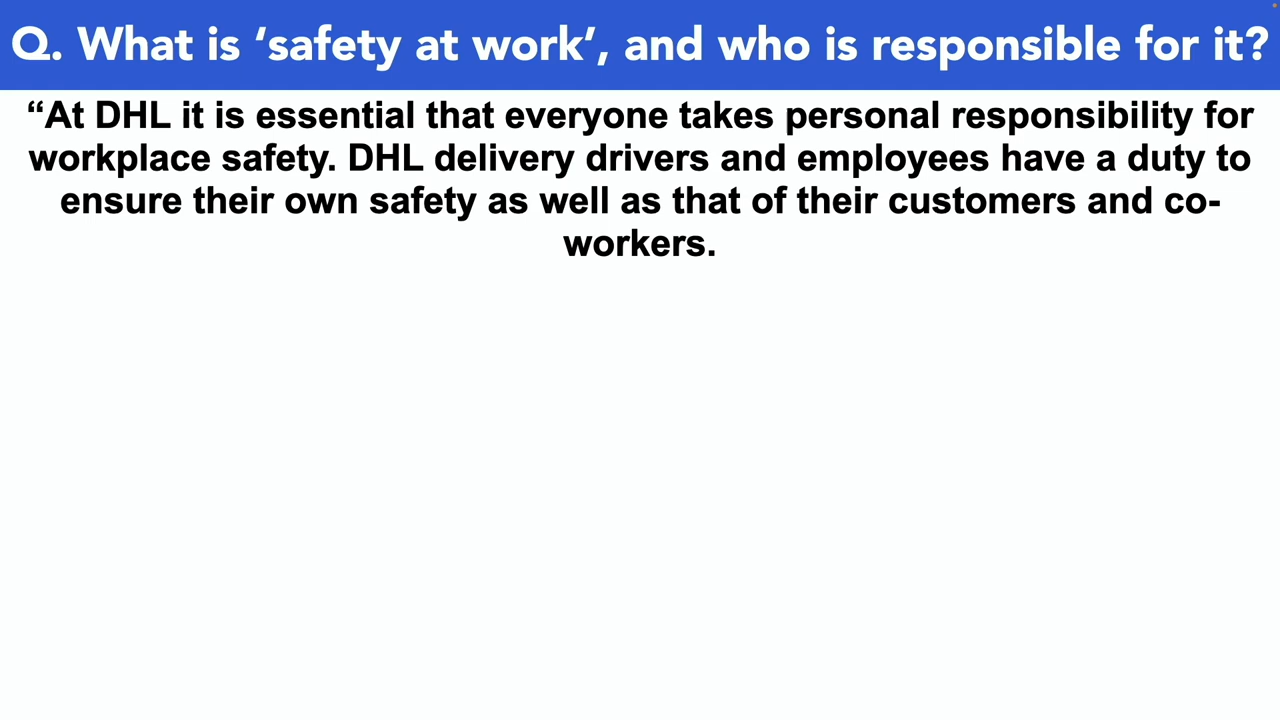 Q. What is ‘safety at work’, and who is responsible for it?
“At DHL it is essential that everyone takes personal responsibility for
workplace safety. DHL delivery drivers and employees have a duty to
ensure their own safety as well as that of their customers and co-
workers.